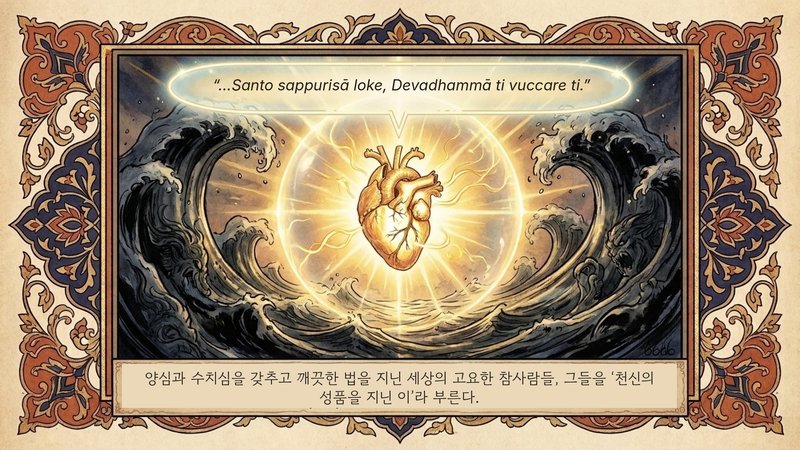 “...Santo sappurisā loke, Devadhammā ti vuccare ti.”
양심과 수치심을 갖추고 깨끗한 법을 지닌 세상의 고요한 참사람들, 그들을 ‘천신의
성품을 지닌 이’라 부른다.